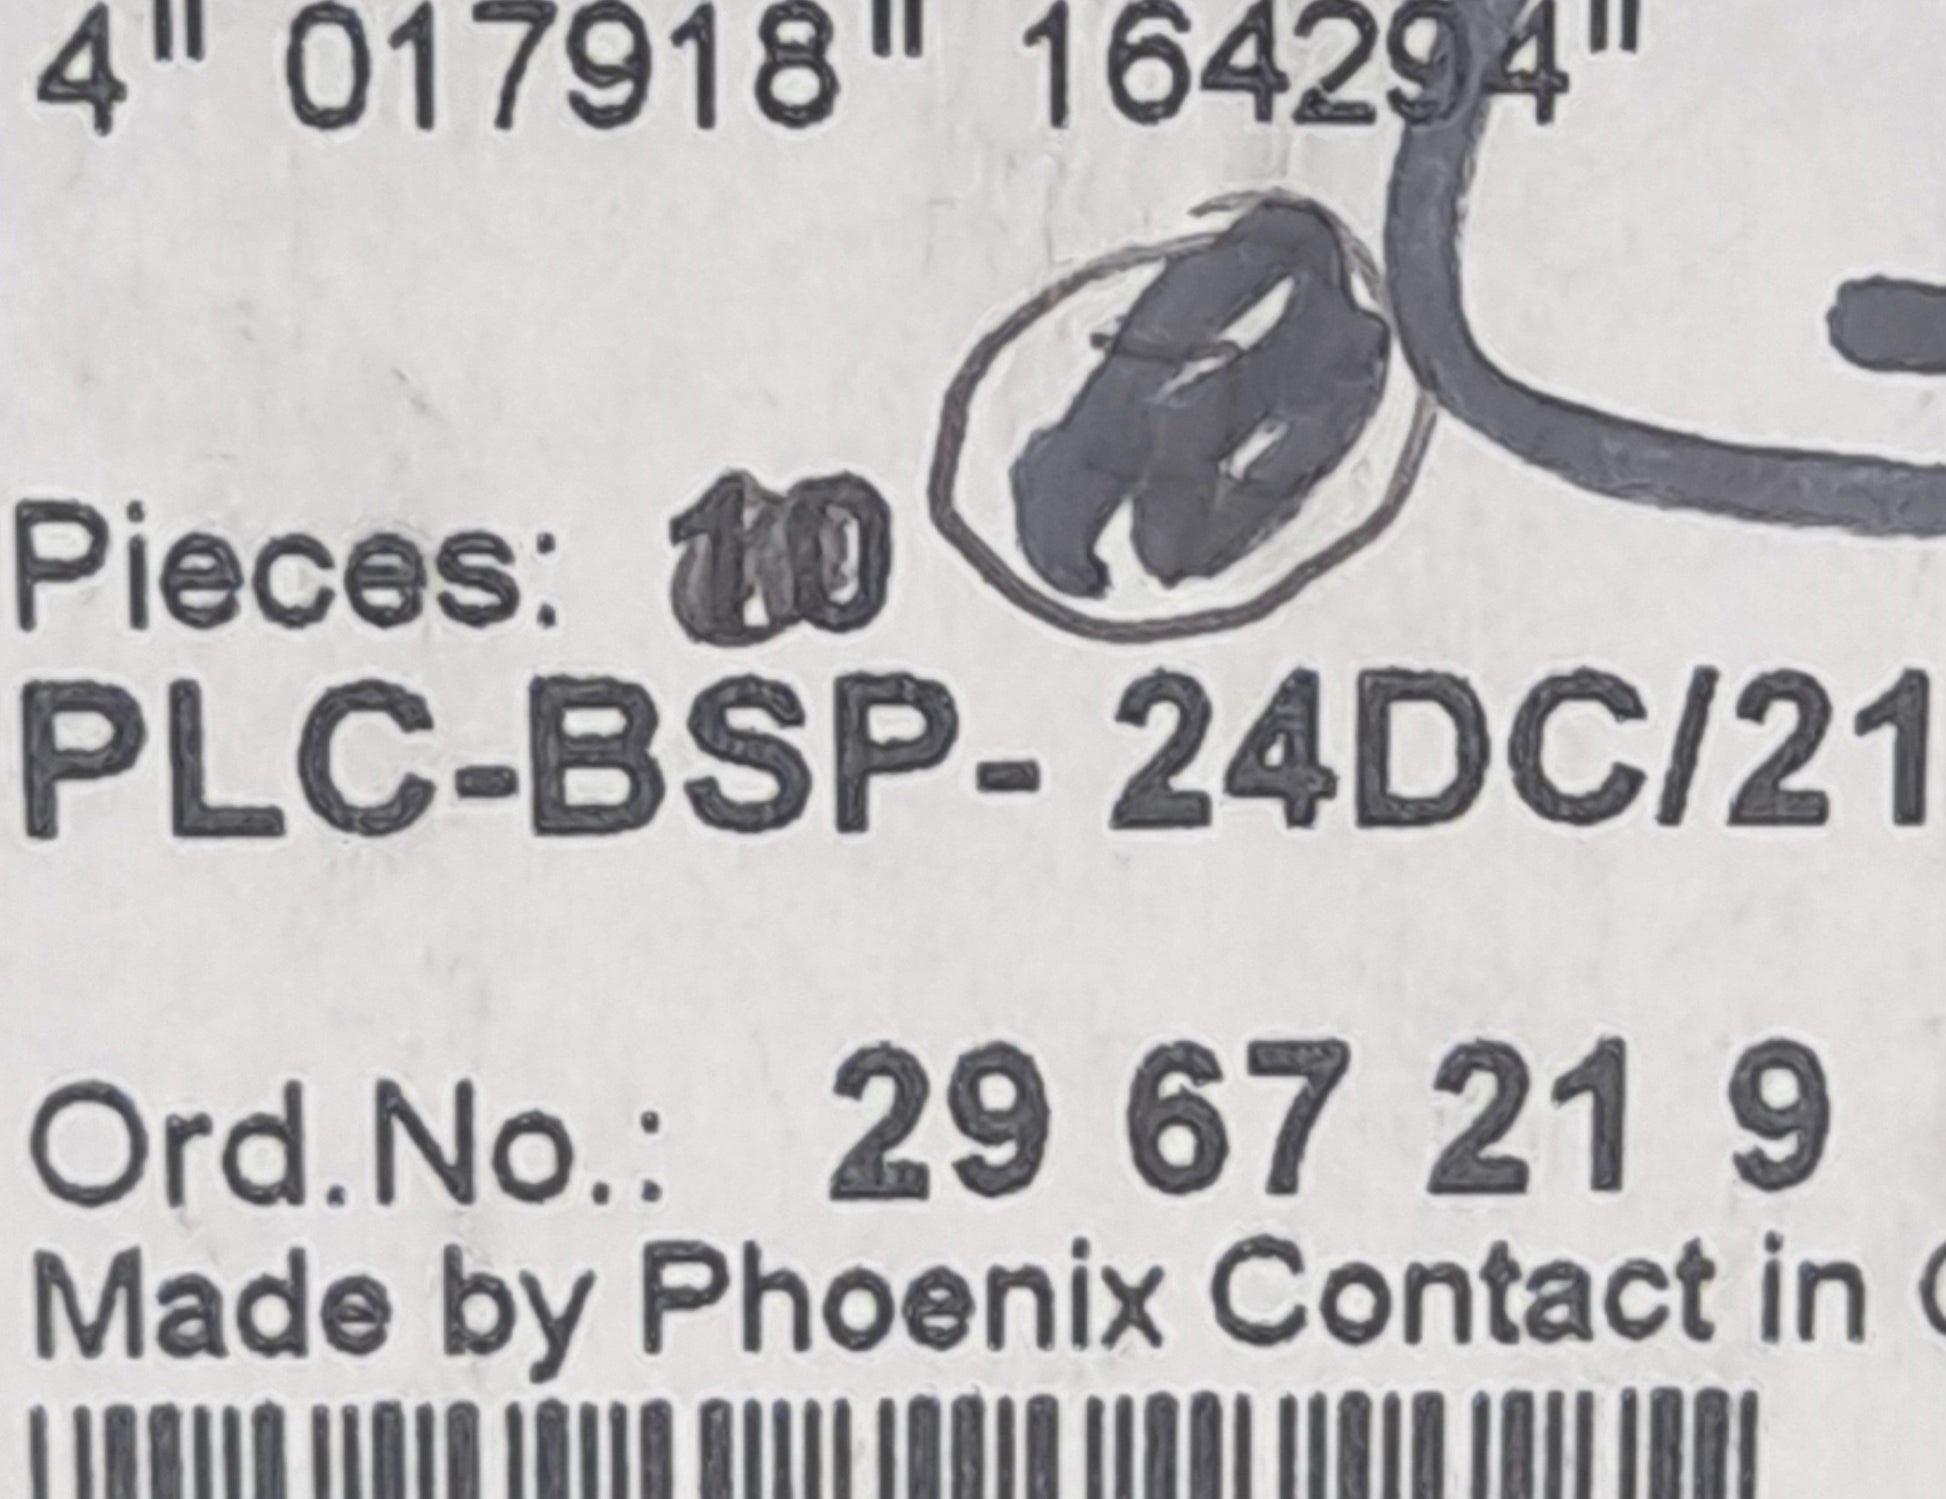 4" 017918" 164294"
Pieces: 10
PLC-BSP- 24DC/21
Ord.No.: 29 67 21 9
Made by Phoenix Contact in